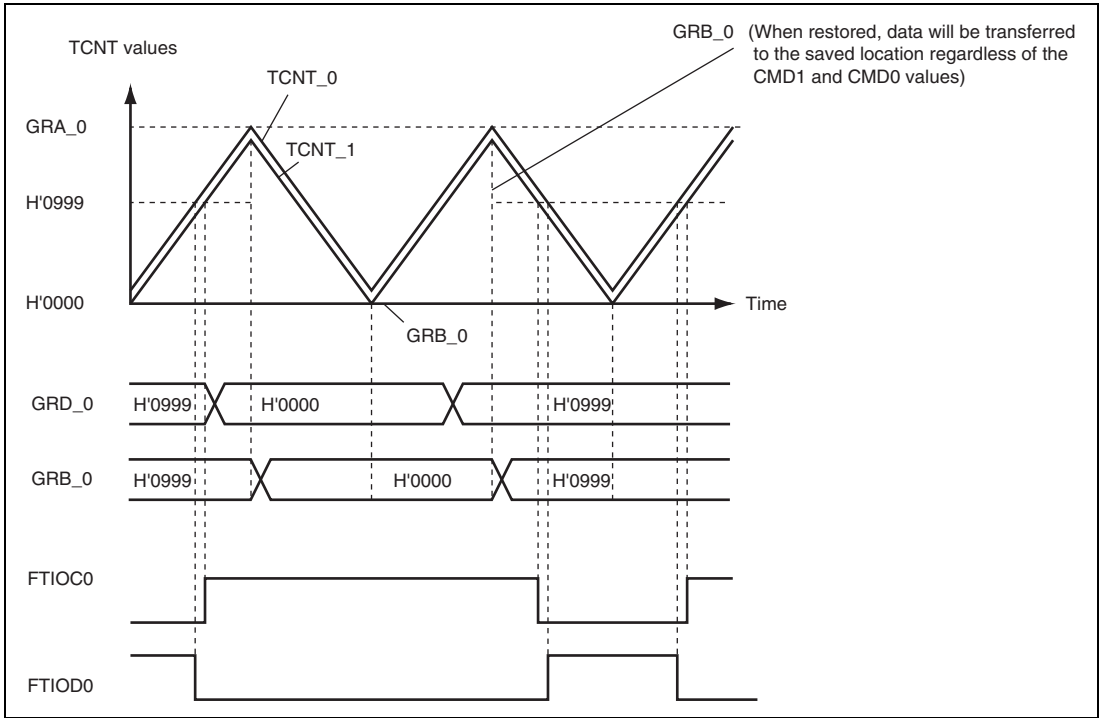 GRB_0 (When restored, data will be transferred
to the saved location regardless of the
CMD1 and CMD0 values)
TCNT values
TCNT_0
GRA_0
TCNT_1
H'0999
H'0000
Time
GRB_0
GRD_0 H'0999 H'0000 H'0999
GRB_0 H'0999 H'0000 H'0999
FTIOC0
FTIOD0